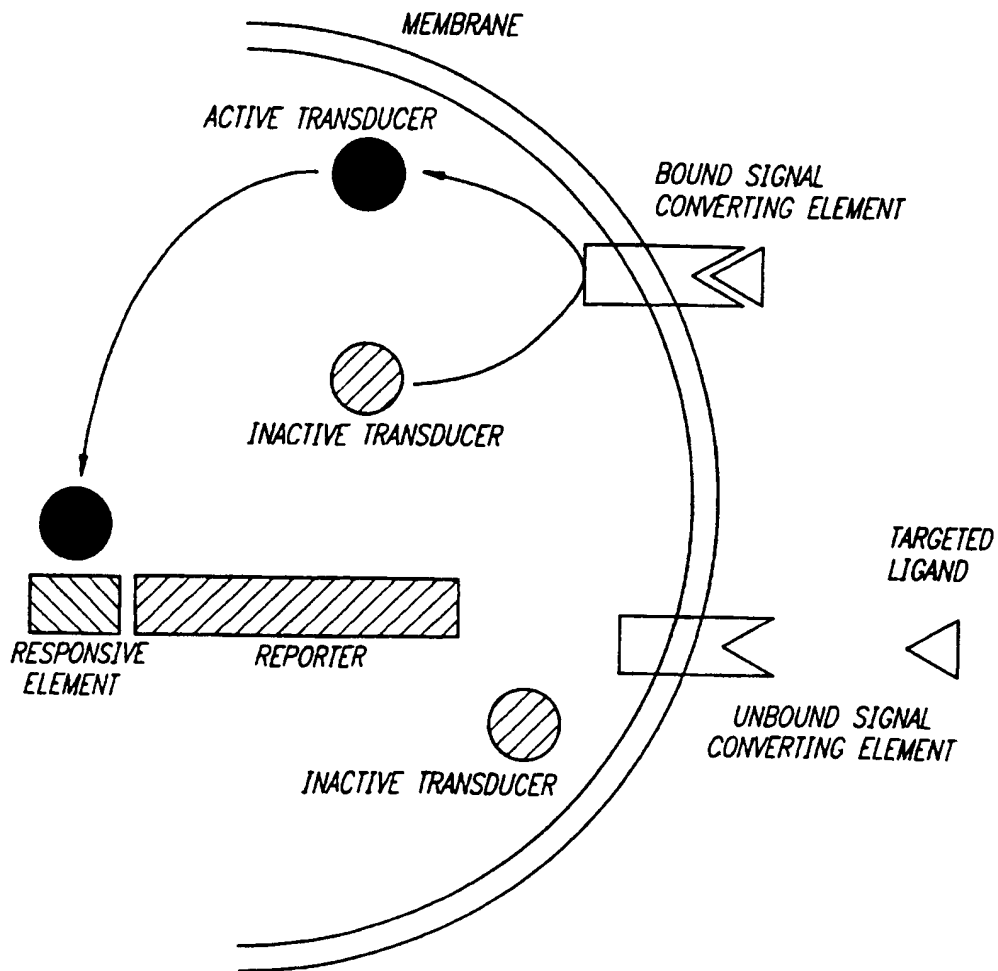 MEMBRANE
ACTIVE TRANSDUCER
BOUND SIGNAL
CONVERTING ELEMENT
INACTIVE TRANSDUCER
TARGETED
LIGAND
RESPONSIVE
ELEMENT
REPORTER
UNBOUND SIGNAL
CONVERTING ELEMENT
INACTIVE TRANSDUCER